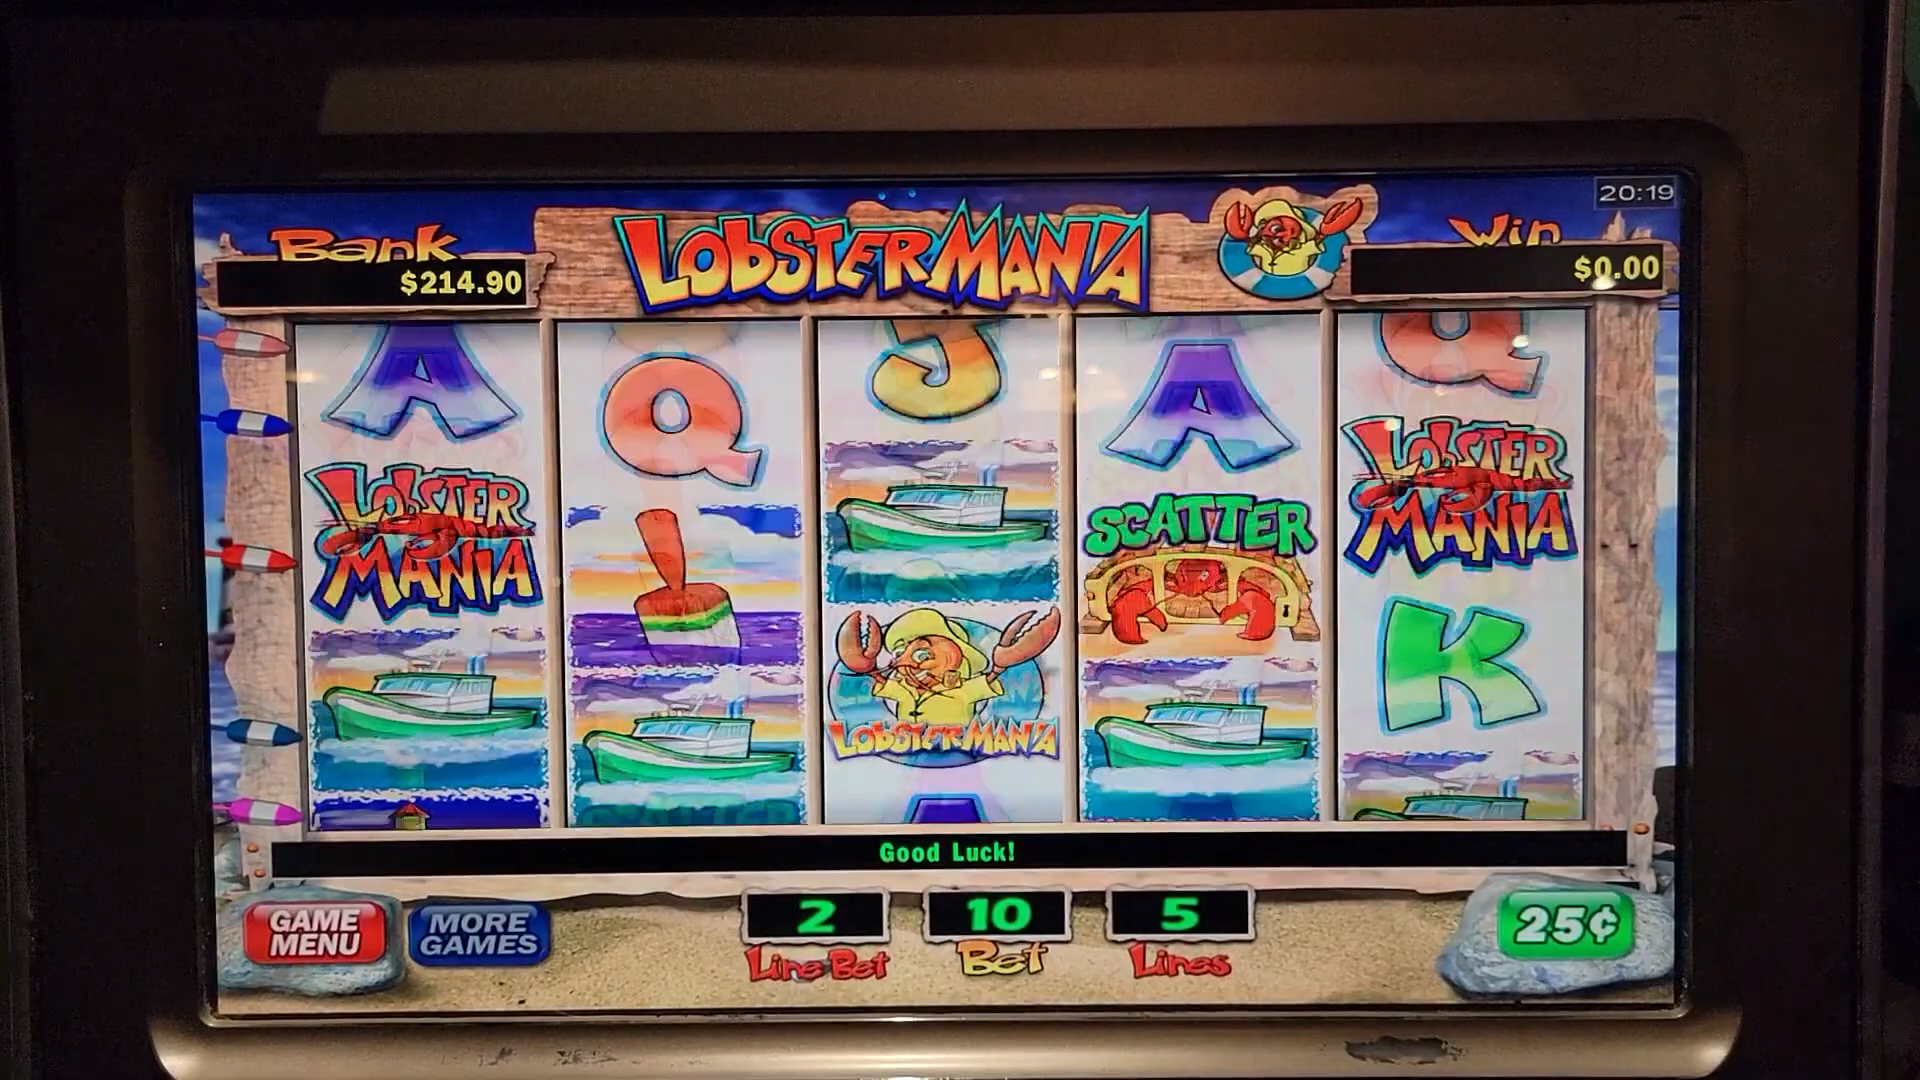 20:19
Bank
LOBSTERMANIA
Win
$214.90
$0.00
A
Q
J
A
Q
LOBSTER
MANIA
SCATTER
LOBSTER
MANIA
LOBSTERMANIA
K
Good Luck!
GAME
MENU
MORE
GAMES
2
10
5
25¢
Line Bet
Bet
Lines